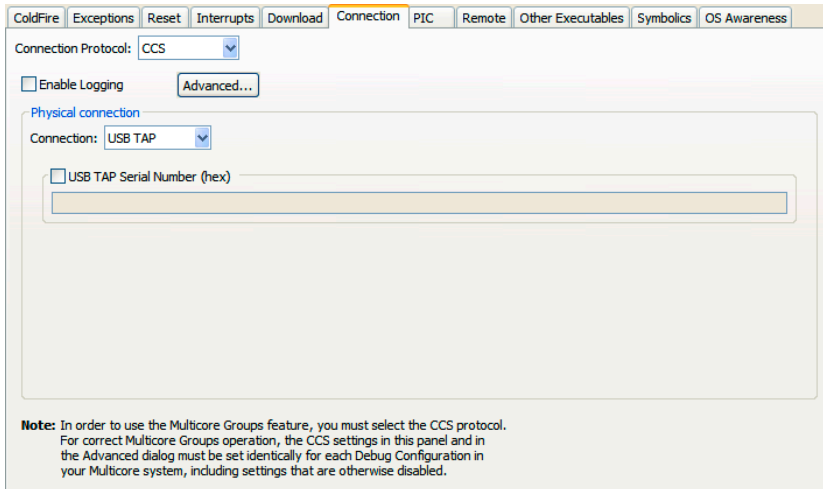 ColdFire Exceptions Reset Interrupts Download Connection PIC Remote Other Executables Symbolics OS Awareness
Connection Protocol: CCS
Enable Logging Advanced...
Physical connection
Connection: USB TAP
USB TAP Serial Number (hex)
Note: In order to use the Multicore Groups feature, you must select the CCS protocol.
For correct Multicore Groups operation, the CCS settings in this panel and in
the Advanced dialog must be set identically for each Debug Configuration in
your Multicore system, including settings that are otherwise disabled.